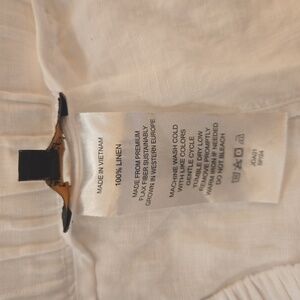 MADE IN VIETNAM
100% LINEN
MADE FROM PREMIUM
FLAX FIBER SUSTAINABLY
GROWN IN WESTERN EUROPE
MACHINE WASH COLD
WITH LIKE COLORS
GENTLE CYCLE
TUMBLE DRY LOW
REMOVE PROMPTLY
WARM IRON IF NEEDED
DO NOT BLEACH